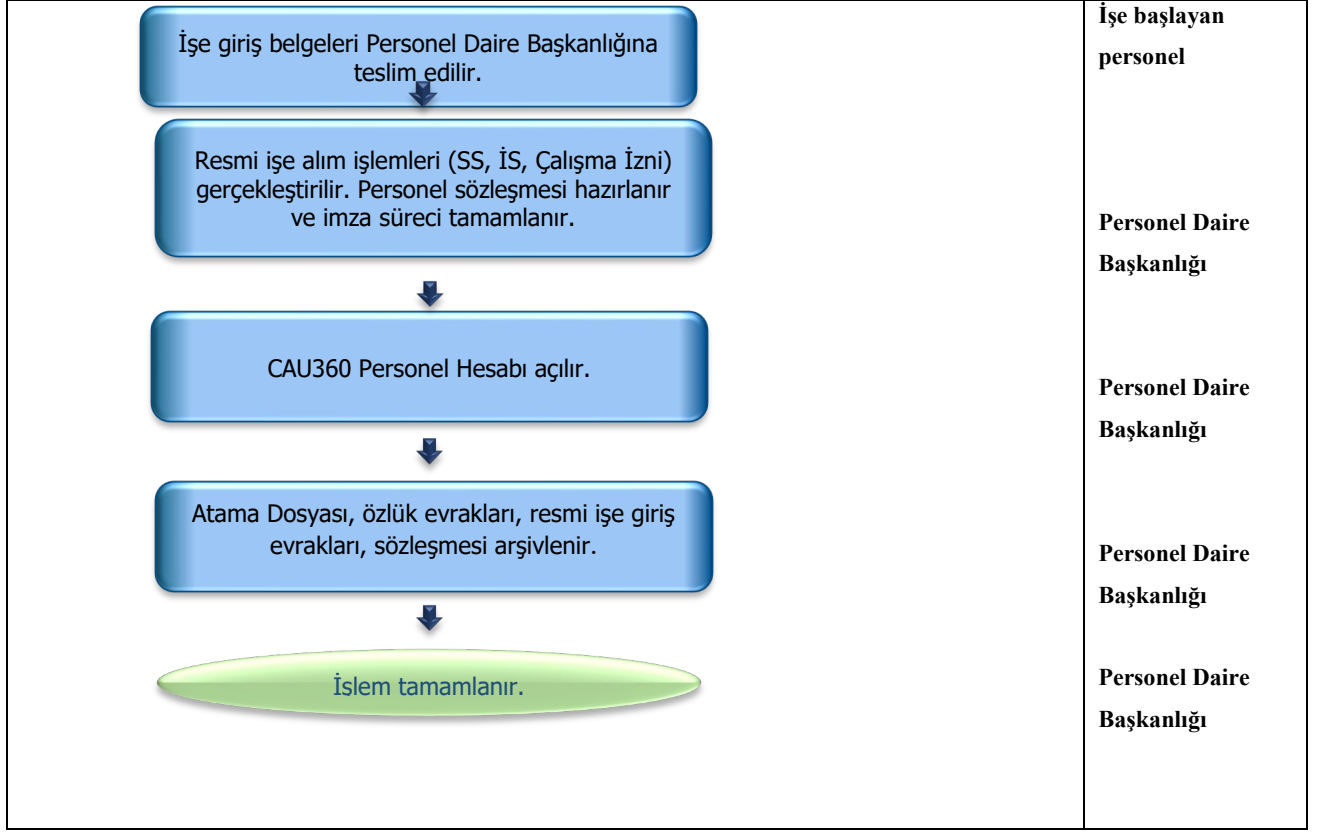 İşe giriş belgeleri Personel Daire Başkanlığına
teslim edilir.
İşe başlayan
personel
Resmi işe alım işlemleri (SS, İS, Çalışma İzni)
gerçekleştirilir. Personel sözleşmesi hazırlanır
ve imza süreci tamamlanır.
Personel Daire
Başkanlığı
CAU360 Personel Hesabı açılır.
Personel Daire
Başkanlığı
Atama Dosyası, özlük evrakları, resmi işe giriş
evrakları, sözleşmesi arşivlenir.
Personel Daire
Başkanlığı
İşlem tamamlanır.
Personel Daire
Başkanlığı